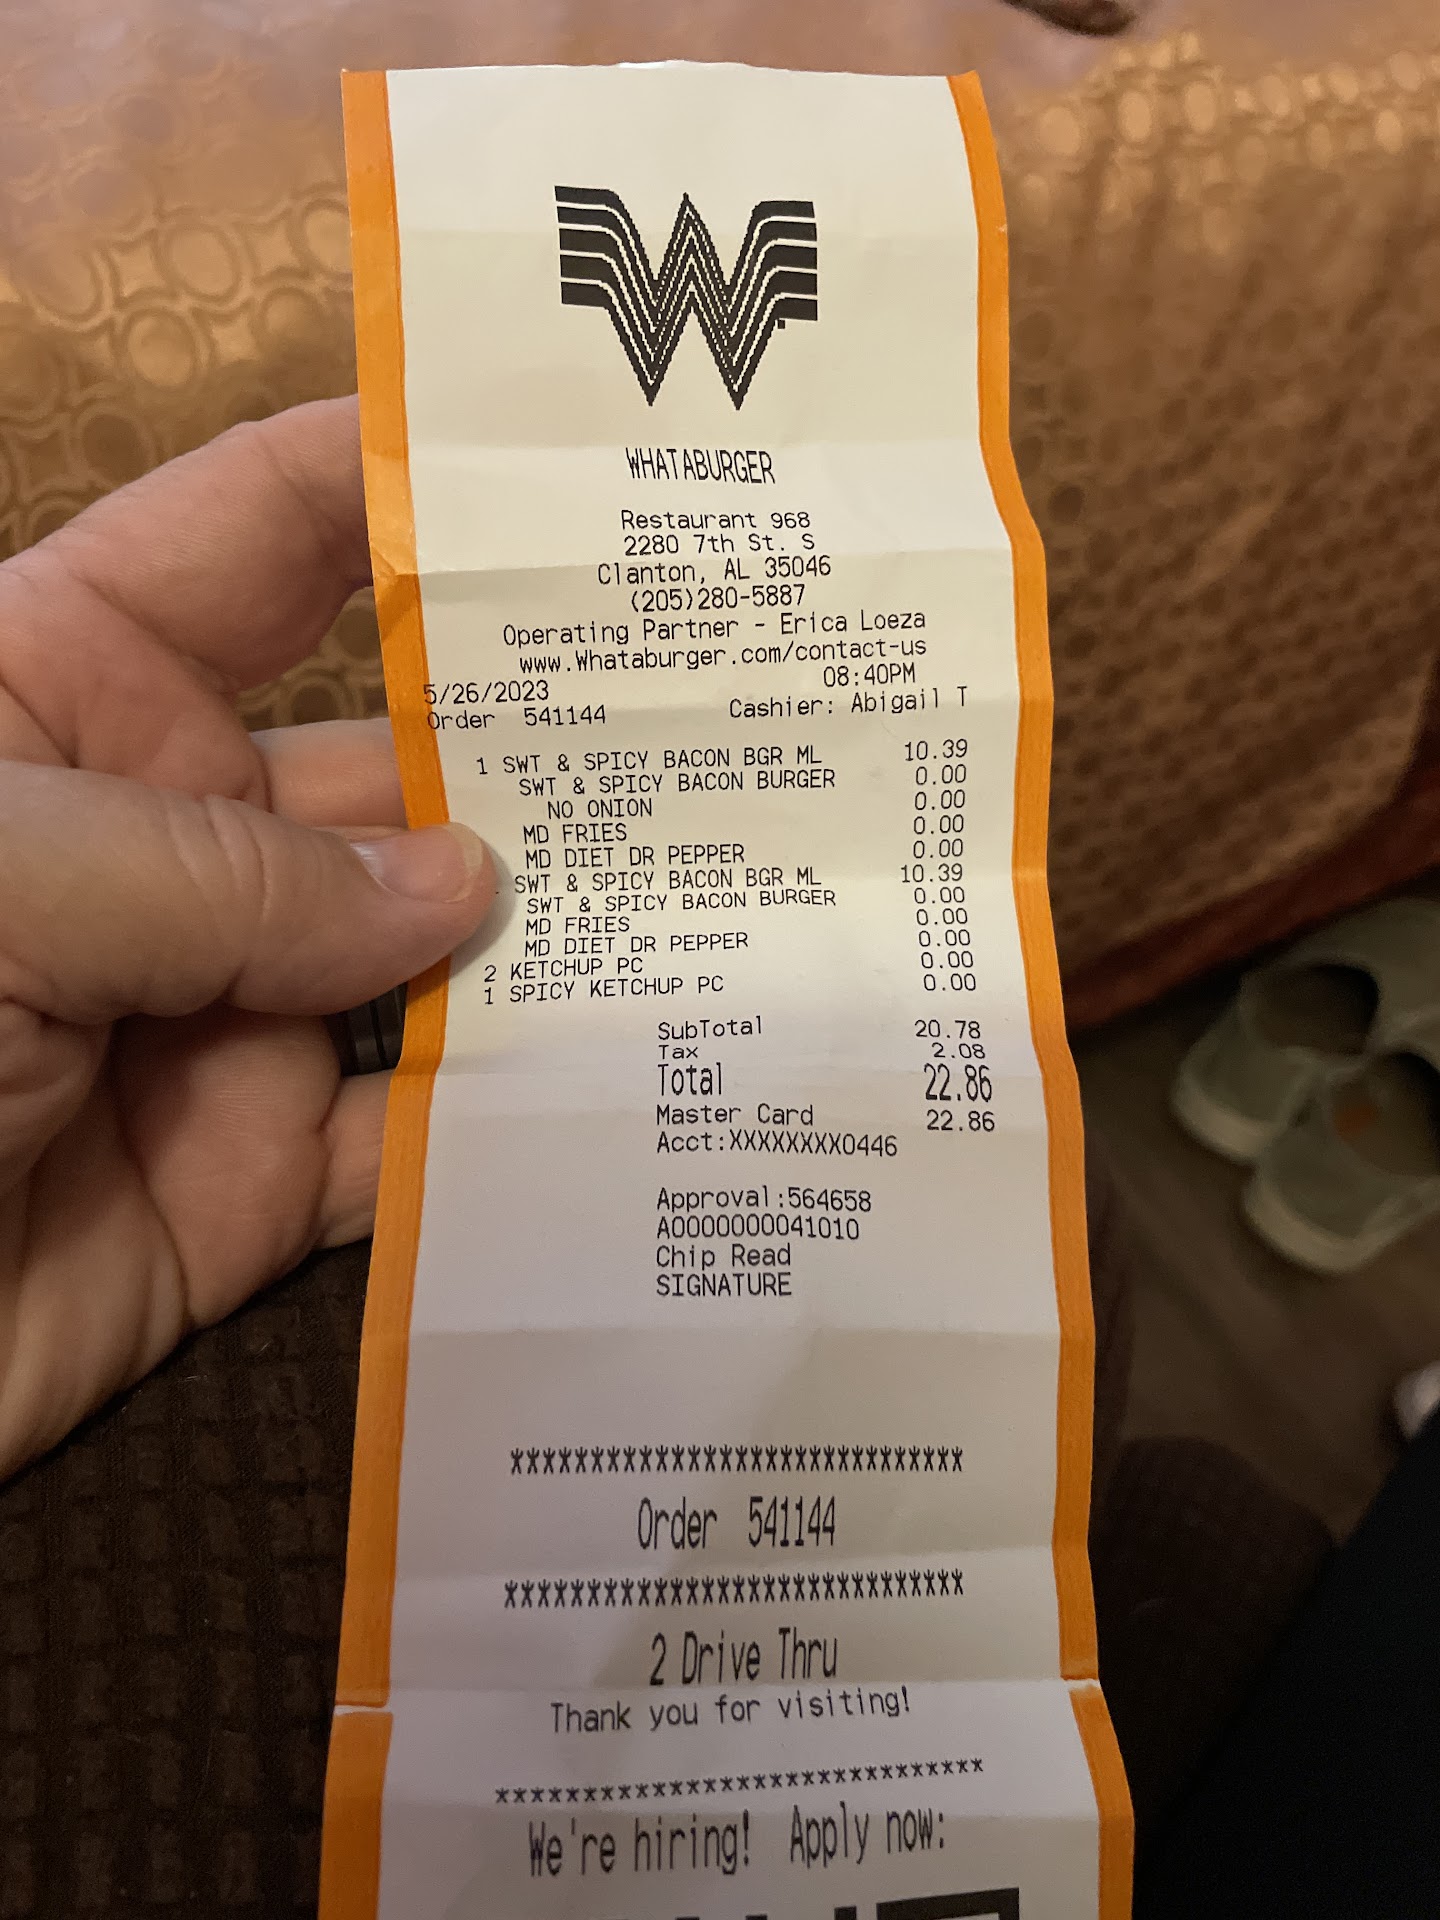 WHATABURGER
Restaurant 968
2280 7th St. S
Clanton, AL 35046
(205)280-5887
Operating Partner - Erica Loeza
www.Whataburger.com/contact-us
5/26/2023 08:40PM
Order 541144 Cashier: Abigail T
1 SWT & SPICY BACON BGR ML 10.39
SWT & SPICY BACON BURGER 0.00
NO ONION 0.00
MD FRIES 0.00
MD DIET DR PEPPER 0.00
SWT & SPICY BACON BGR ML 10.39
SWT & SPICY BACON BURGER 0.00
MD FRIES 0.00
MD DIET DR PEPPER 0.00
2 KETCHUP PC 0.00
1 SPICY KETCHUP PC 0.00
SubTotal 20.78
Tax 2.08
Total 22.86
Master Card 22.86
Acct:XXXXXXXX0446
Approval:564658
A0000000041010
Chip Read
SIGNATURE
****************************
Order 541144
****************************
2 Drive Thru
Thank you for visiting!
******************************
We're hiring! Apply now: